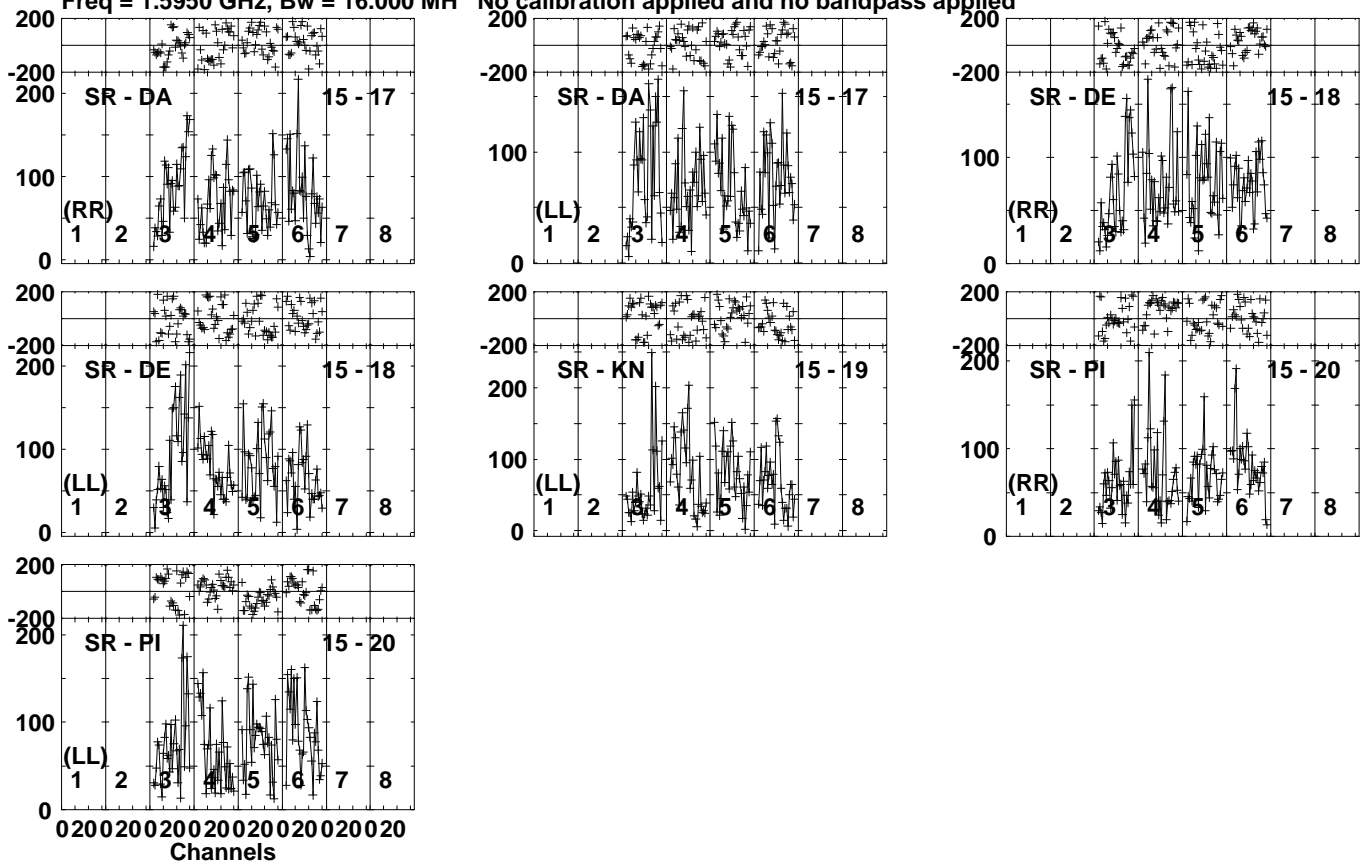 Freq = 1.5950 GHz, Bw = 16.000 MH No calibration applied and no bandpass applied
200
-200
200
SR - DA 15 - 17
100
(RR)
1 2 3 4 5 6 7 8
0
200
-200
SR - DA 15 - 17
100
(LL)
1 2 3 4 5 6 7 8
0
200
-200
SR - DE 15 - 18
100
(RR)
1 2 3 4 5 6 7 8
0
200
-200
200
SR - DE 15 - 18
100
(LL)
1 2 3 4 5 6 7 8
0
200
-200
SR - KN 15 - 19
200
100
(LL)
1 2 3 4 5 6 7 8
0
200
-200
200
SR - PI 15 - 20
100
(RR)
1 2 3 4 5 6 7 8
0
200
-200
200
SR - PI 15 - 20
100
(LL)
1 2 3 4 5 6 7 8
0
0 20 0 20 0 20 0 20 0 20 0 20 0 20 0 20
Channels